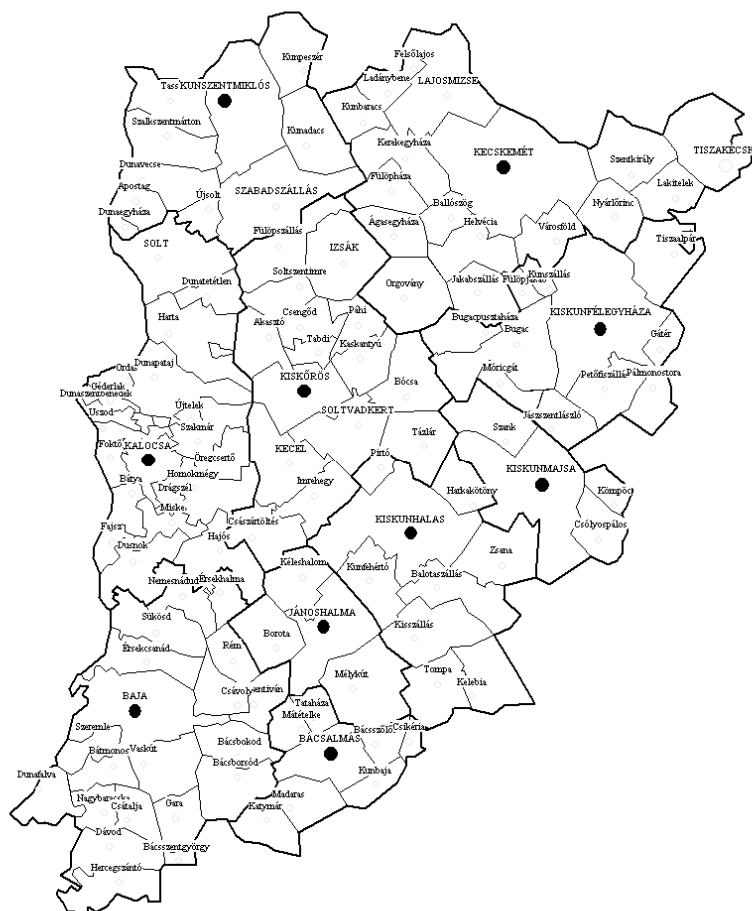 Kunpeszér
Felsőlajos
Ladánybene
Tass
KUNSZENTMIKLÓS
LAJOSMIZSE
Kunbaracs
Szalkszentmárton
Kunadacs
Kerekegyháza
KECSKEMÉT
Szentkirály
TISZAKÉCSKE
Dunavecse
Fülöpháza
Lakitelek
Apostag
Újsolt
SZABADSZÁLLÁS
Ballószög
Nyárlőrinc
Dunaegyháza
Ágasegyháza
Helvécia
Városföld
Fülöpszállás
SOLT
IZSÁK
Tiszaalpár
Soltszentimre
Orgovány
Jakabszállás
Kunszállás
Dunatetétlen
Bugacpusztaháza
Harta
Akasztó
Csengőd
Páhi
Bugac
KISKUNFÉLEGYHÁZA
Gátér
Tabdi
Kaskantyú
Ordas
Dunapataj
Móricgát
Petőfiszállás
Pálmonostora
KISKŐRÖS
Bócsa
Géderlak
Dunaszentbenedek
Uszod
Újtelek
SOLTVADKERT
Jászszentlászló
Szakmár
Szank
Foktő
KALOCSA
Öregcsertő
KECEL
Tázlár
Pirtó
KISKUNMAJSA
Homokmégy
Imrehegy
Bátya
Drágszél
Harkakötöny
Kömpöc
Miske
Császártöltés
KISKUNHALAS
Csólyospálos
Fajsz
Hajós
Dusnok
Zsana
Kéleshalom
Kunfehértó
Balotaszállás
Nemesnádudvar
Érsekhalma
Sükösd
JÁNOSHALMA
Kisszállás
Borota
Érsekcsanád
Rém
Mélykút
Tompa
Kelebia
BAJA
Csávoly
Tataháza
Mátételke
Szeremle
Bácsbokod
BÁCSALMÁS
Bácsszőlős
Csikéria
Bátmonostor
Vaskút
Bácsborsód
Kunbaja
Dunafalva
Nagybaracska
Csátalja
Gara
Madaras
Katymár
Dávod
Bácsszentgyörgy
Hercegszántó